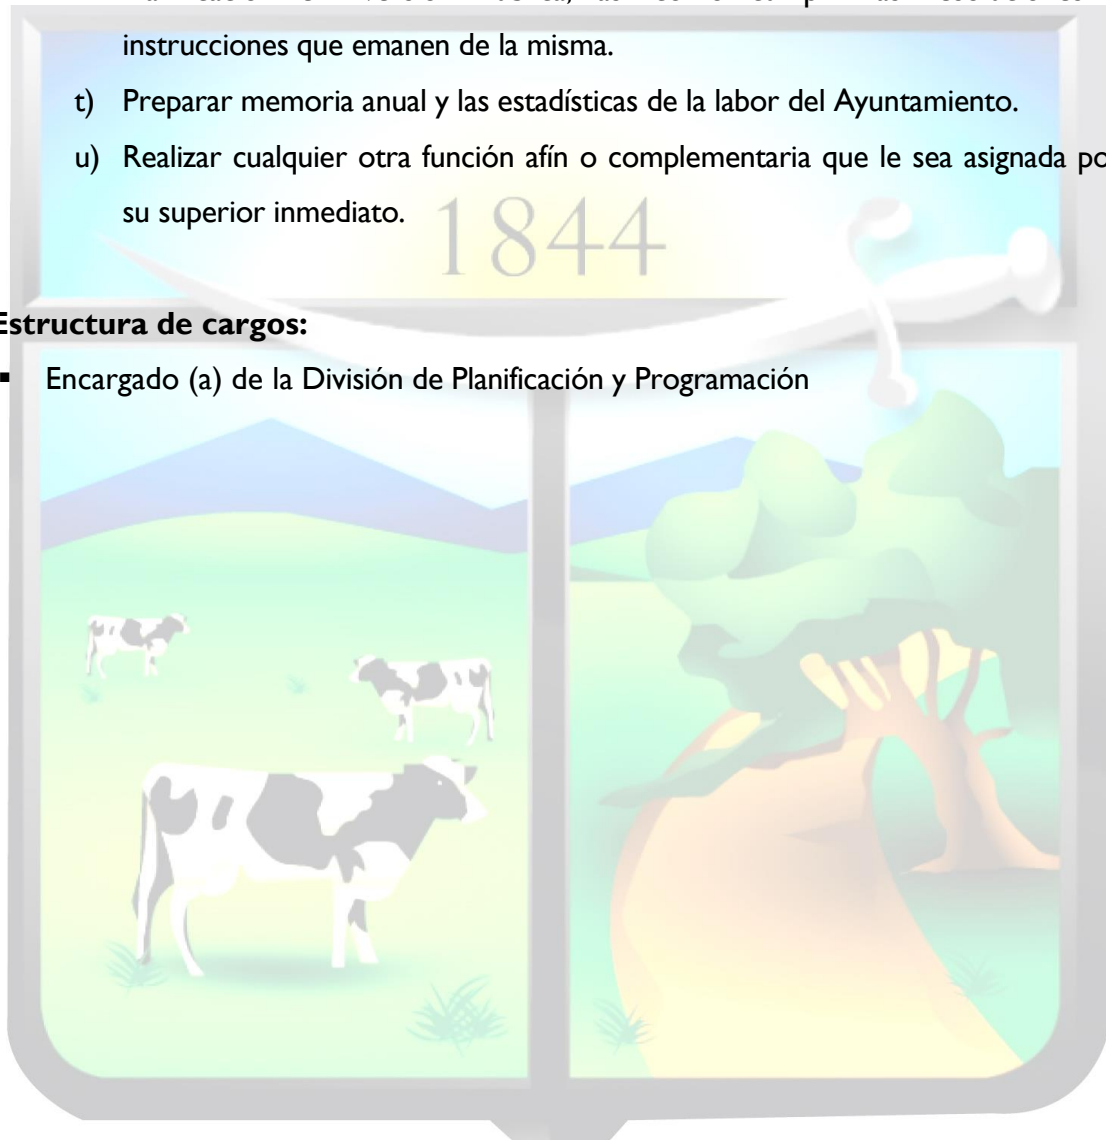 instrucciones que emanen de la misma.
t) Preparar memoria anual y las estadísticas de la labor del Ayuntamiento.
u) Realizar cualquier otra función afín o complementaria que le sea asignada po
su superior inmediato.
1844
Estructura de cargos:
▪ Encargado (a) de la División de Planificación y Programación